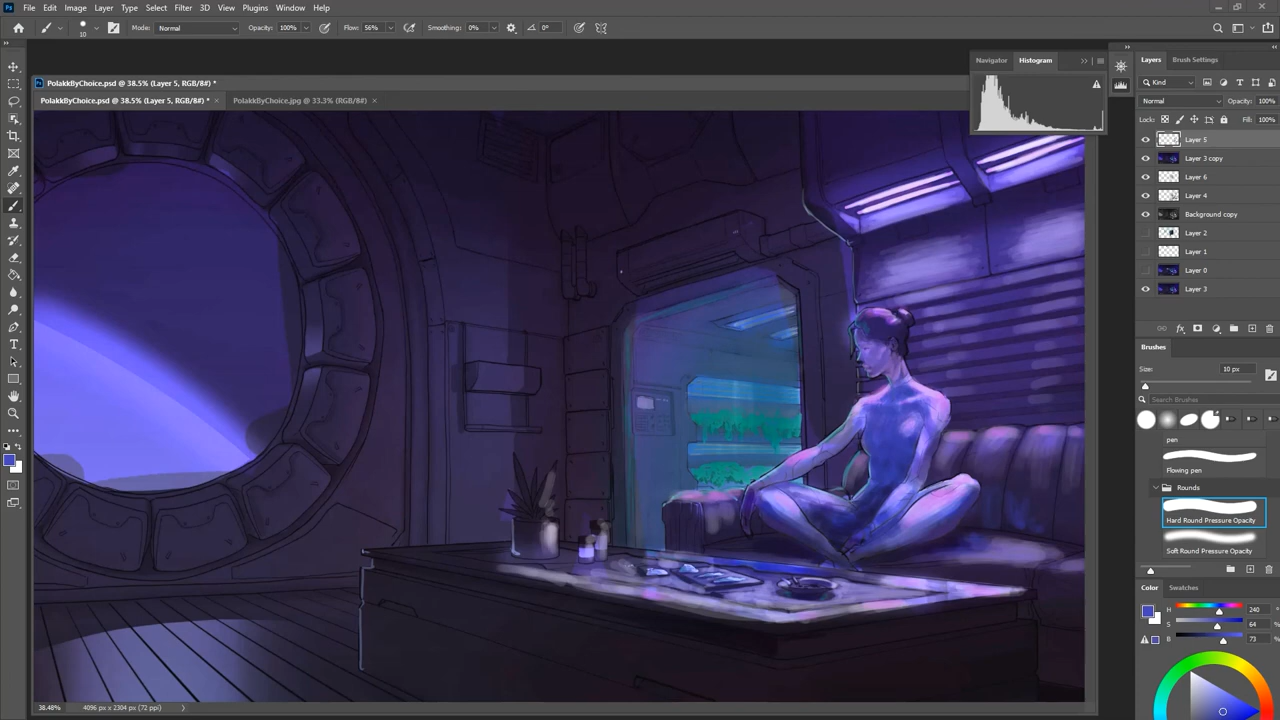 File Edit Image Layer Type Select Filter 3D View Plugins Window Help
10 Mode: Normal Opacity: 100% Flow: 56% Smoothing: 0% 0°
PolakkByChoice.psd @ 38.5% (Layer 5, RGB/8#) *
PolakkByChoice.psd @ 38.5% (Layer 5, RGB/8#) * × PolakkByChoice.jpg @ 33.3% (RGB/8#) ×
Navigator Histogram
Layers Brush Settings
Kind
Normal Opacity: 100%
Lock: Fill: 100%
Layer 5
Layer 3 copy
Layer 6
Layer 4
Background copy
Layer 2
Layer 1
Layer 0
Layer 3
fx
Brushes
Size: 10 px
Search Brushes
pen
Flowing pen
Rounds
Hard Round Pressure Opacity
Soft Round Pressure Opacity
Color Swatches
H 240 °
S 64 %
B 73 %
38.48% 4096 px x 2304 px (72 ppi)